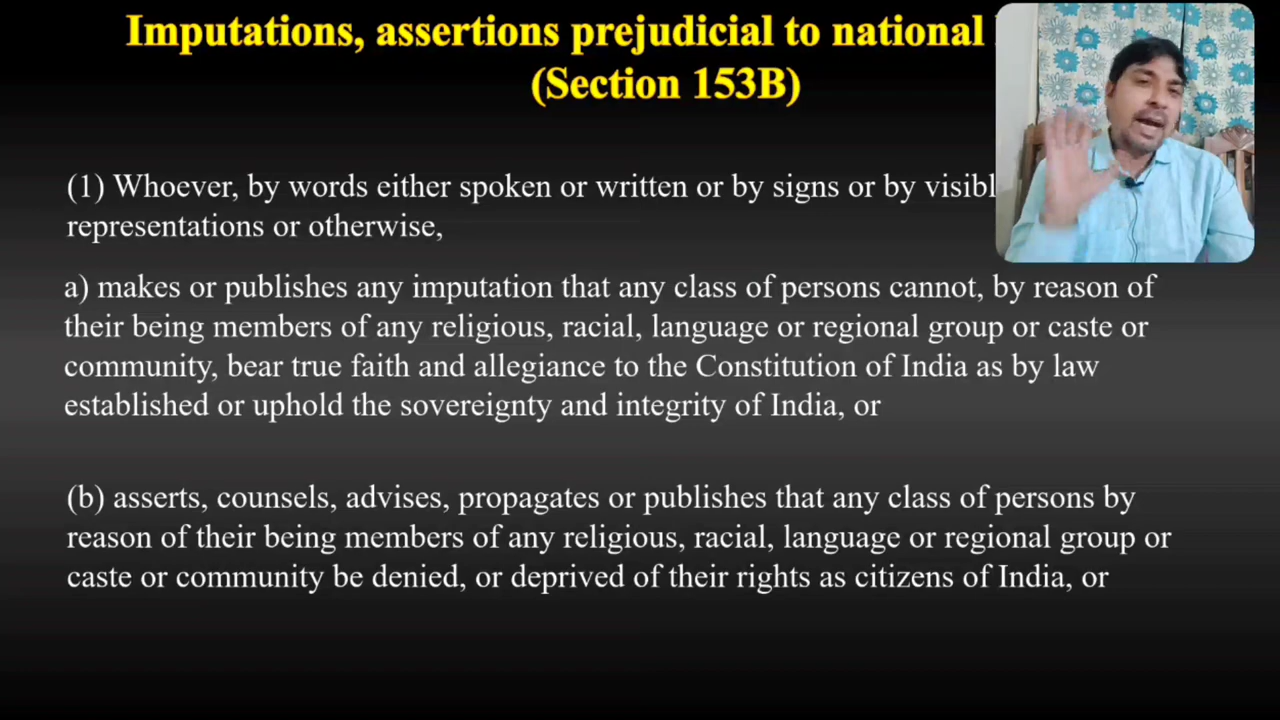 Imputations, assertions prejudicial to national
(Section 153B)
(1) Whoever, by words either spoken or written or by signs or by
representations or otherwise,
a) makes or publishes any imputation that any class of persons cannot, by reason of
their being members of any religious, racial, language or regional group or caste or
community, bear true faith and allegiance to the Constitution of India as by law
established or uphold the sovereignty and integrity of India, or
(b) asserts, counsels, advises, propagates or publishes that any class of persons by
reason of their being members of any religious, racial, language or regional group or
caste or community be denied, or deprived of their rights as citizens of India, or